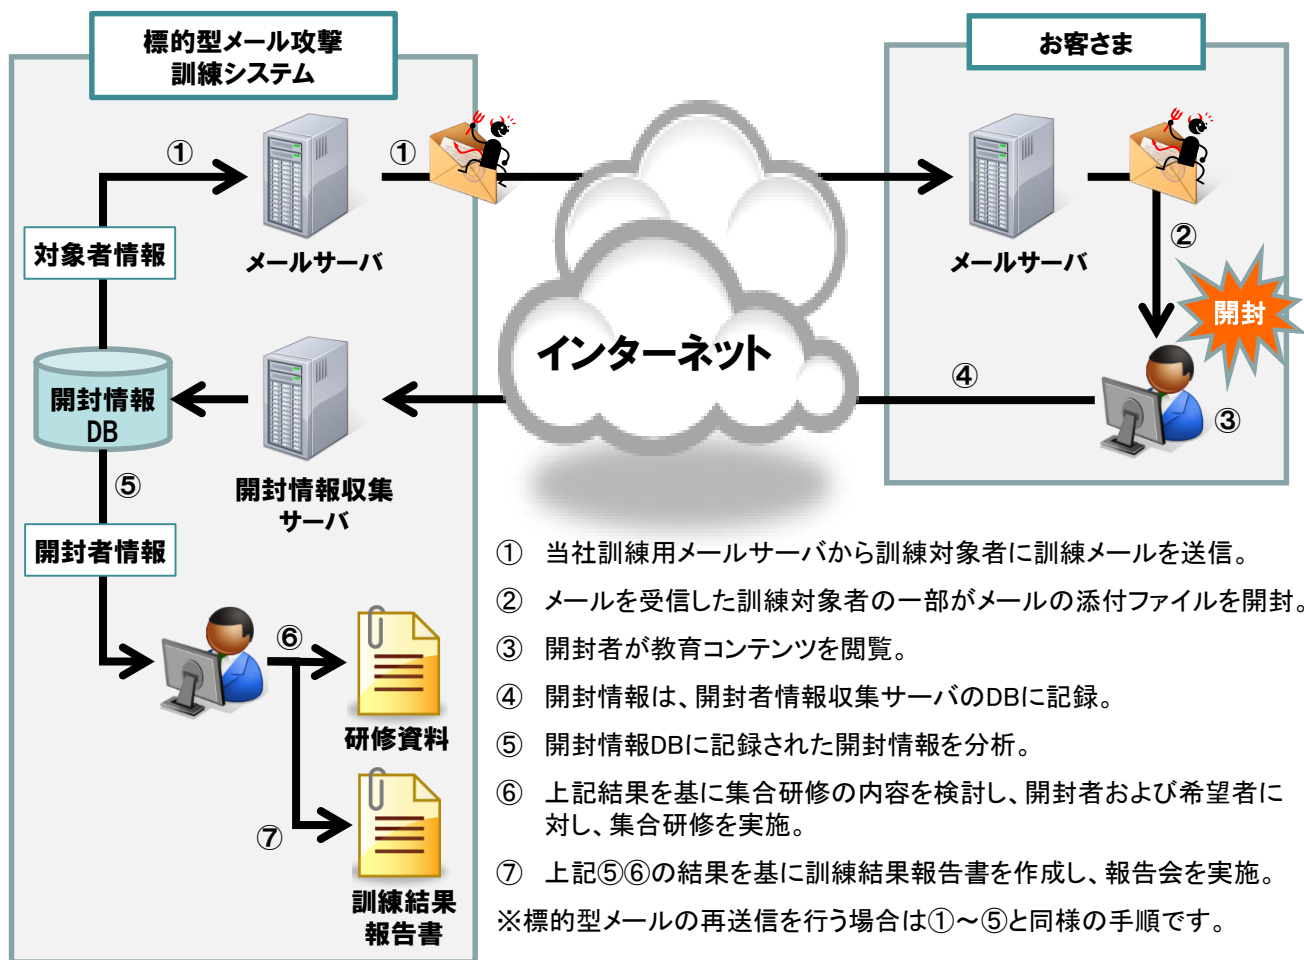 標的型メール攻撃
訓練システム
お客さま
①
①
対象者情報
メールサーバ
メールサーバ
②
開封
インターネット
開封情報
DB
④
③
⑤
開封情報収集
サーバ
開封者情報
⑥
研修資料
⑦
訓練結果
報告書
① 当社訓練用メールサーバから訓練対象者に訓練メールを送信。
② メールを受信した訓練対象者の一部がメールの添付ファイルを開封。
③ 開封者が教育コンテンツを閲覧。
④ 開封情報は、開封者情報収集サーバのDBに記録。
⑤ 開封情報DBに記録された開封情報を分析。
⑥ 上記結果を基に集合研修の内容を検討し、開封者および希望者に
対し、集合研修を実施。
⑦ 上記⑤⑥の結果を基に訓練結果報告書を作成し、報告会を実施。
※標的型メールの再送信を行う場合は①～⑤と同様の手順です。